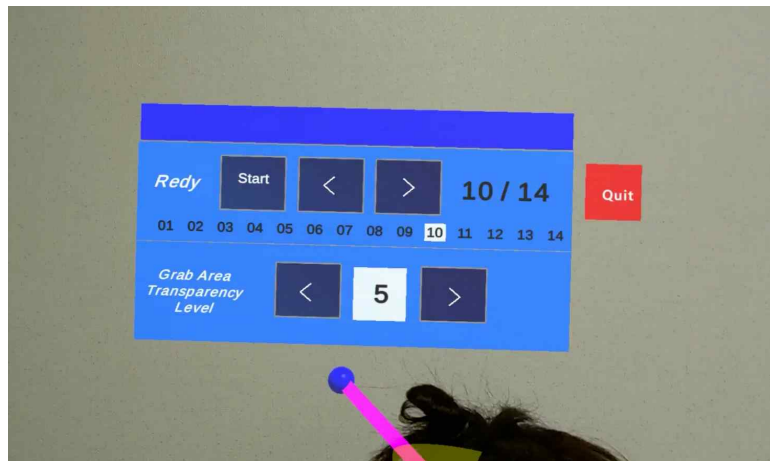 Redy Start < > 10 / 14 Quit
01 02 03 04 05 06 07 08 09 10 11 12 13 14
Grab Area
Transparency
Level
< 5 >